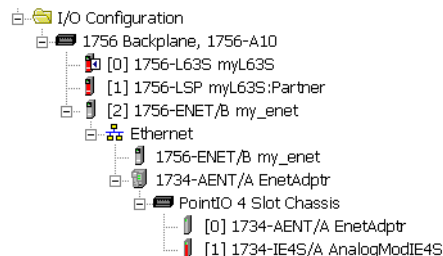 I/O Configuration
1756 Backplane, 1756-A10
[0] 1756-L63S myL63S
[1] 1756-LSP myL63S:Partner
[2] 1756-ENET/B my_enet
Ethernet
1756-ENET/B my_enet
1734-AENT/A EnetAdptr
PointIO 4 Slot Chassis
[0] 1734-AENT/A EnetAdptr
[1] 1734-IE4S/A AnalogModIE4S